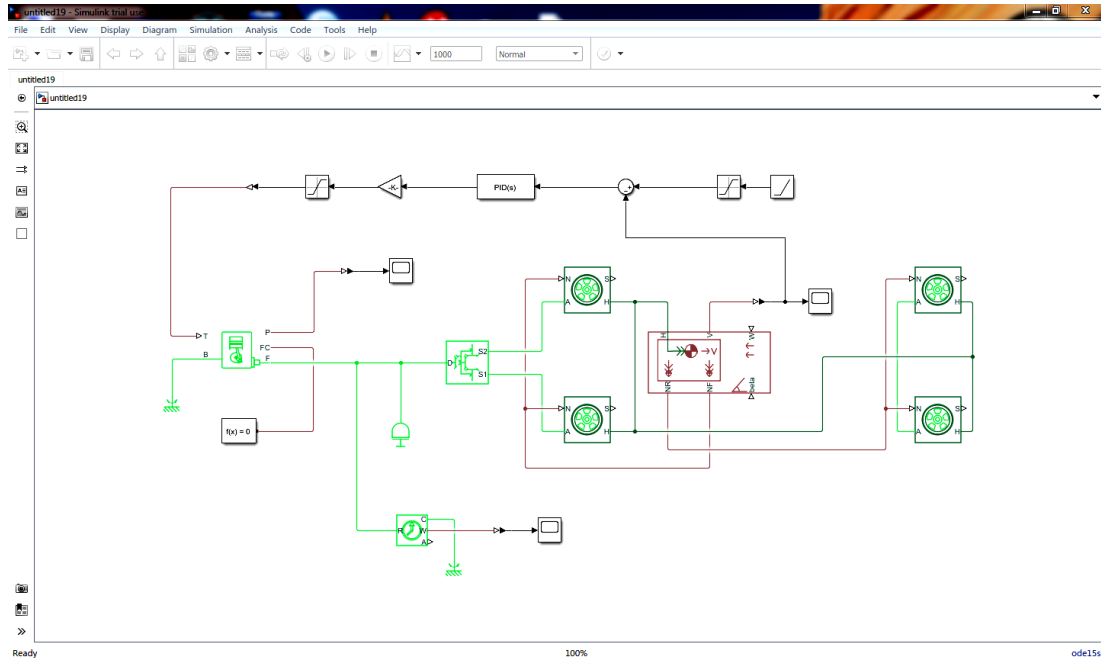 untitled19 - Simulink trial use
File Edit View Display Diagram Simulation Analysis Code Tools Help
1000 Normal
untitled19
untitled19
-K- PID(s)
N S
A H
N S
A H
T P
B FC
F
D S2
S1
H V W
V
NR NF beta
f(x) = 0
N S
A H
N S
A H
C
R W
A
Ready 100% ode15s